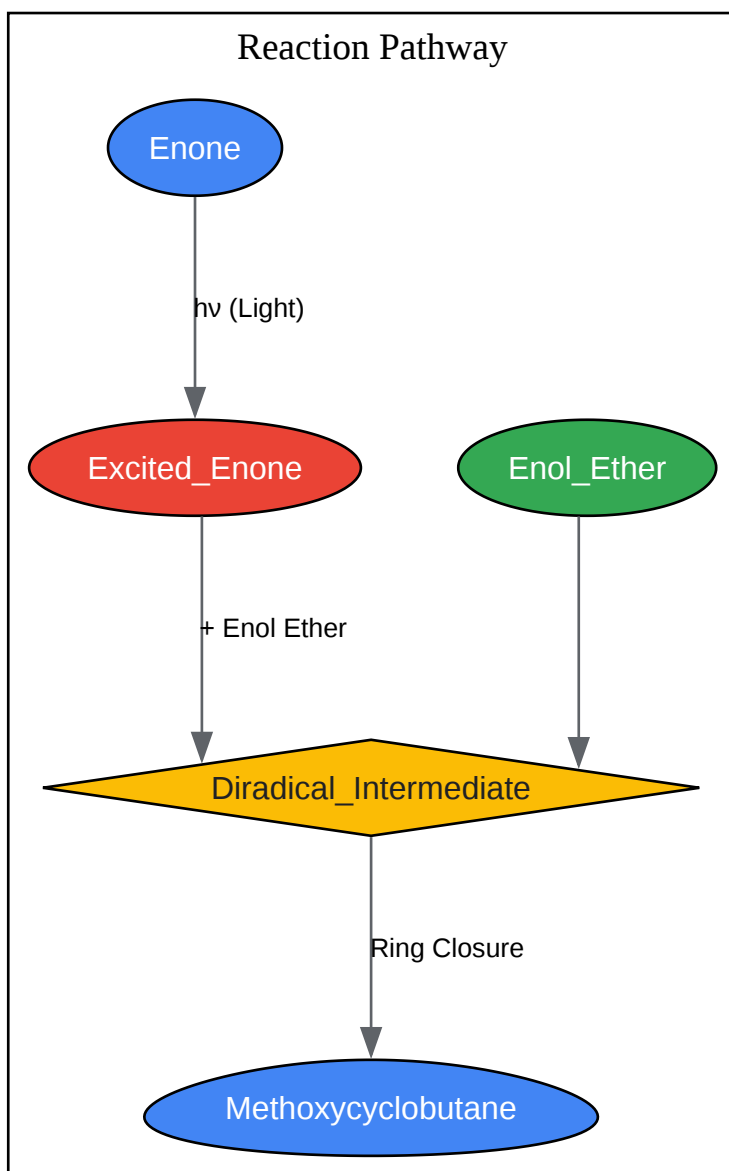 Reaction Pathway
Enone
hν (Light)
Excited_Enone
Enol_Ether
+ Enol Ether
Diradical_Intermediate
Ring Closure
Methoxycyclobutane